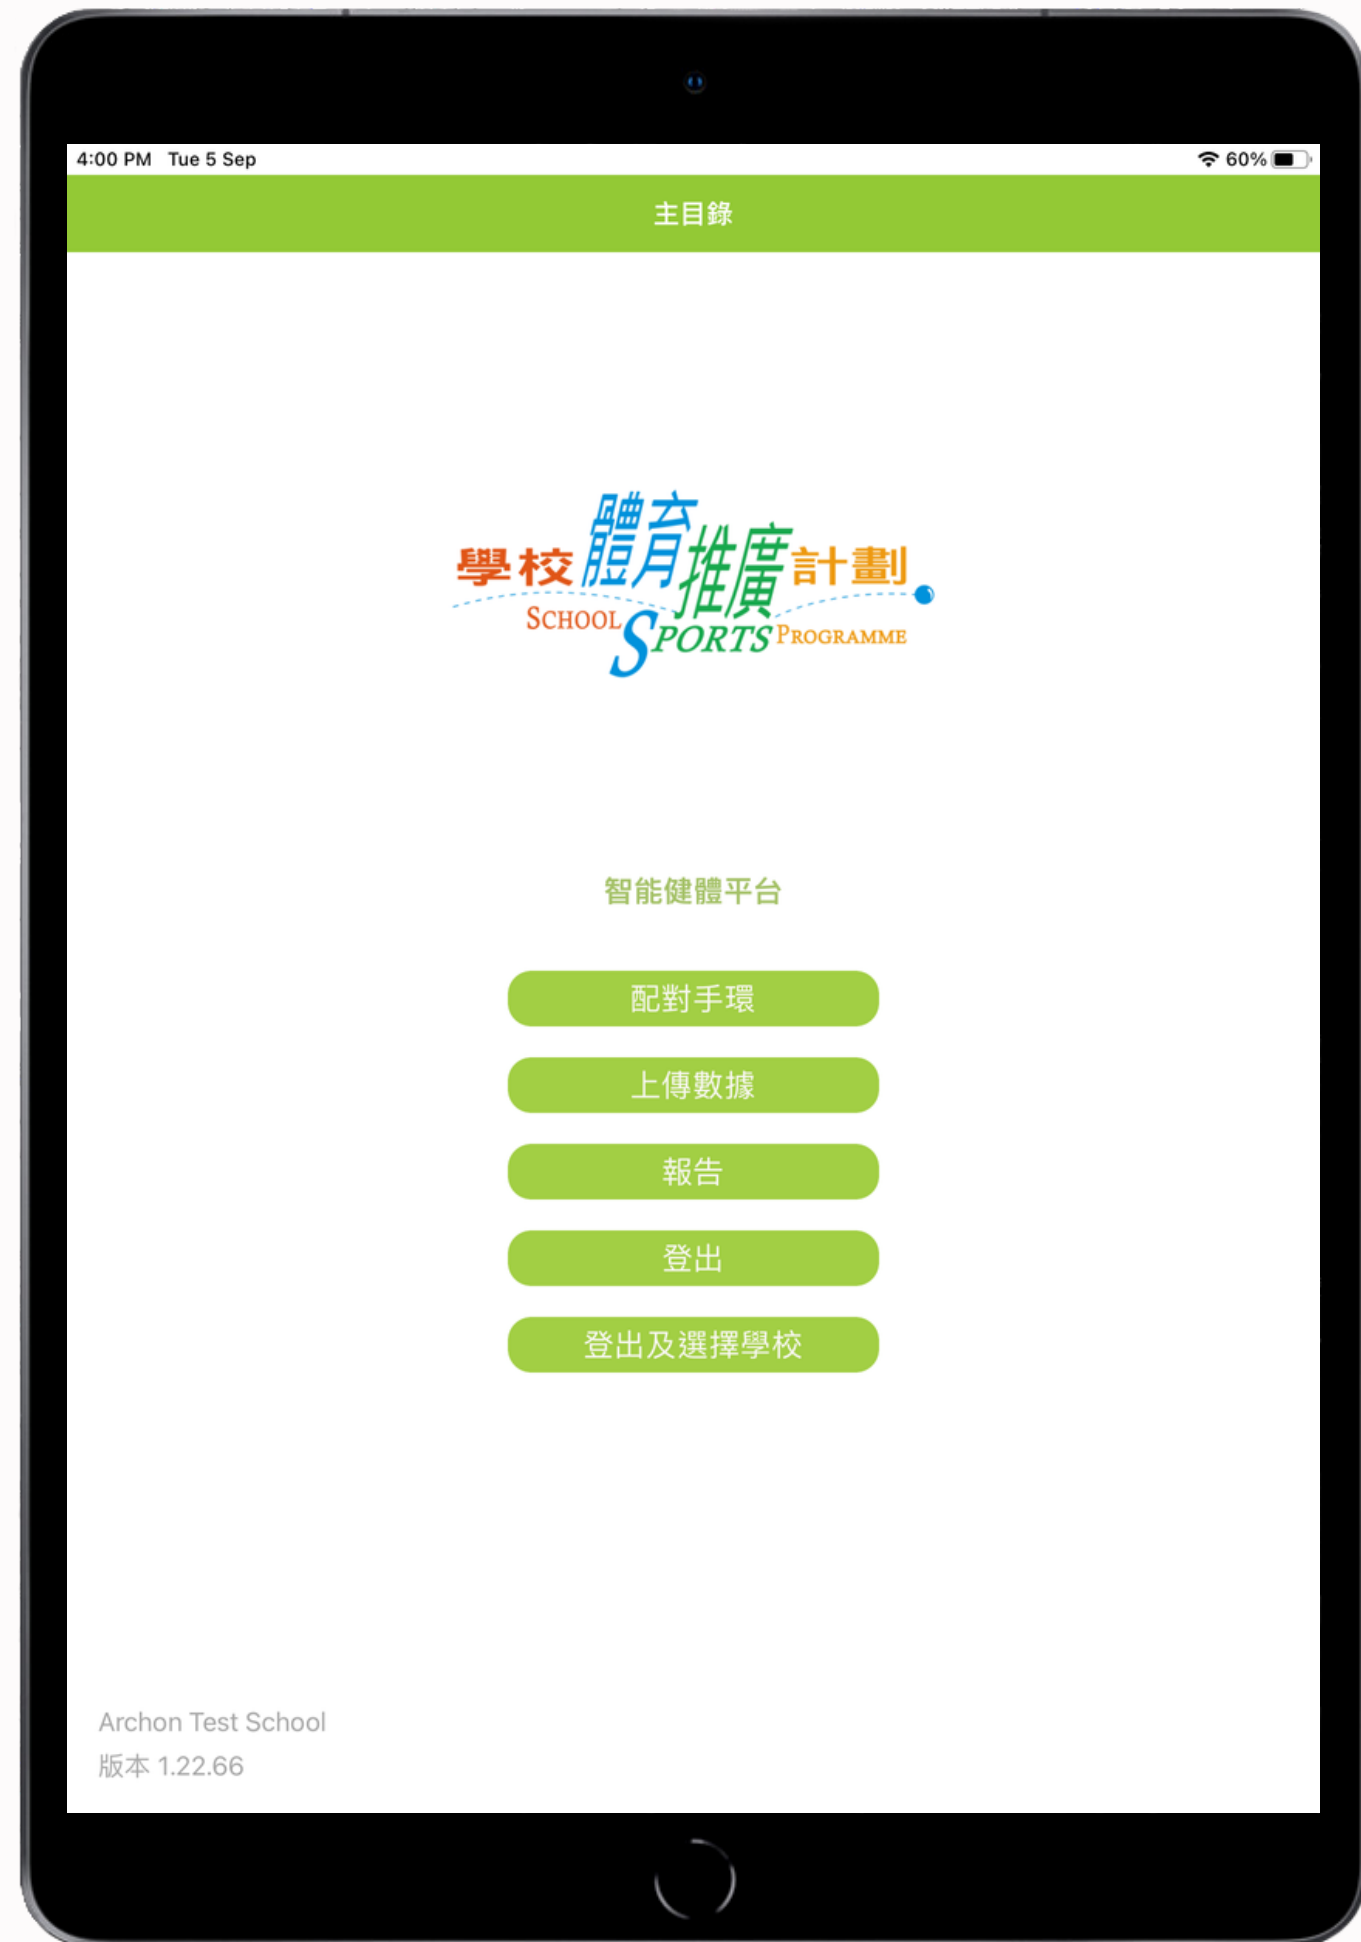 4:00 PM Tue 5 Sep 60%
主目錄
學校體育推廣計劃
SCHOOL SPORTS PROGRAMME
智能健體平台
配對手環
上傳數據
報告
登出
登出及選擇學校
Archon Test School
版本 1.22.66